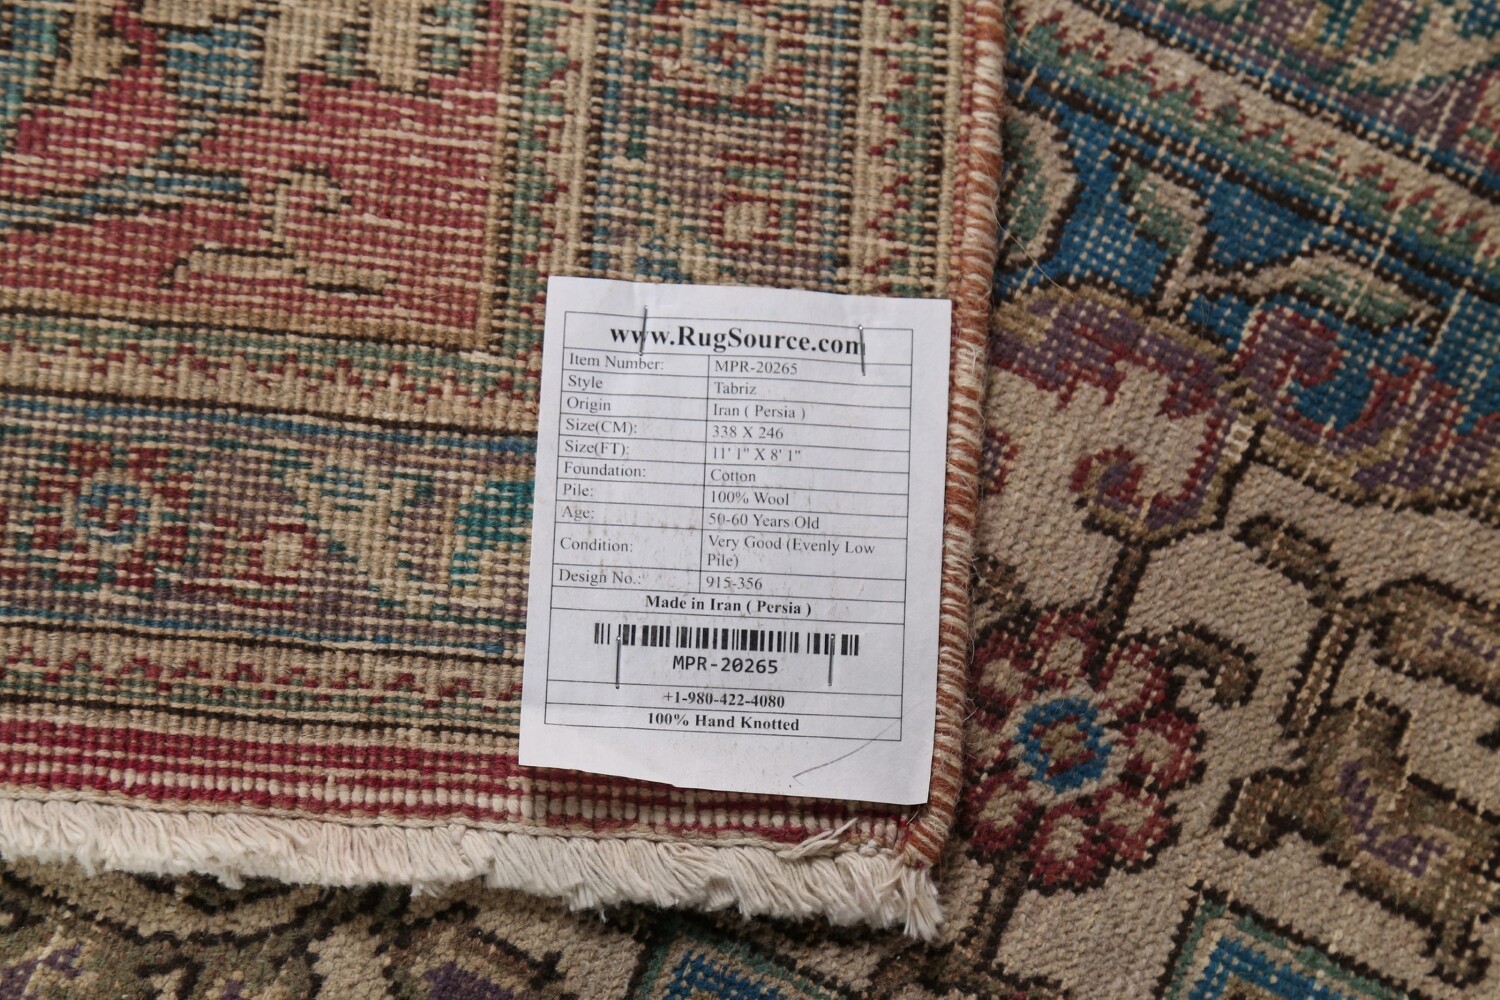 www.RugSource.com
Item Number: MPR-20265
Style Tabriz
Origin Iran ( Persia )
Size(CM): 338 X 246
Size(FT): 11' 1" X 8' 1"
Foundation: Cotton
Pile: 100% Wool
Age: 50-60 Years Old
Condition: Very Good (Evenly Low
Pile)
Design No.: 915-356
Made in Iran ( Persia )
MPR-20265
+1-980-422-4080
100% Hand Knotted